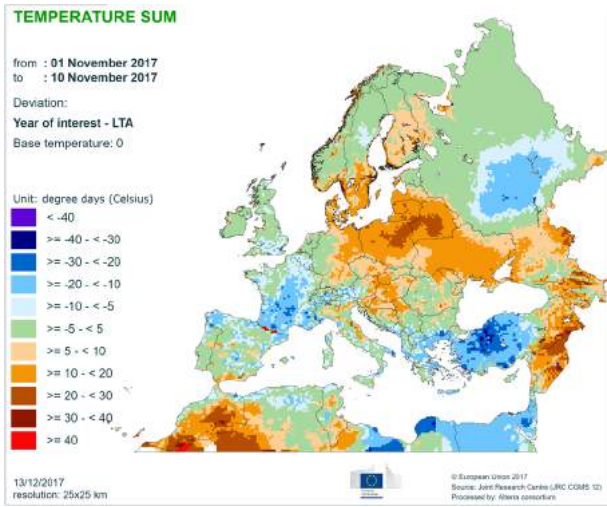 TEMPERATURE SUM
from : 01 November 2017
to : 10 November 2017
Deviation:
Year of interest - LTA
Base temperature: 0
Unit: degree days (Celsius)
< -40
>= -40 - < -30
>= -30 - < -20
>= -20 - < -10
>= -10 - < -5
>= -5 - < 5
>= 5 - < 10
>= 10 - < 20
>= 20 - < 30
>= 30 - < 40
>= 40
13/12/2017
resolution: 25x25 km
© European Union 2017
Source: Joint Research Centre (JRC CGMS 12)
Processed by: Alterra consortium